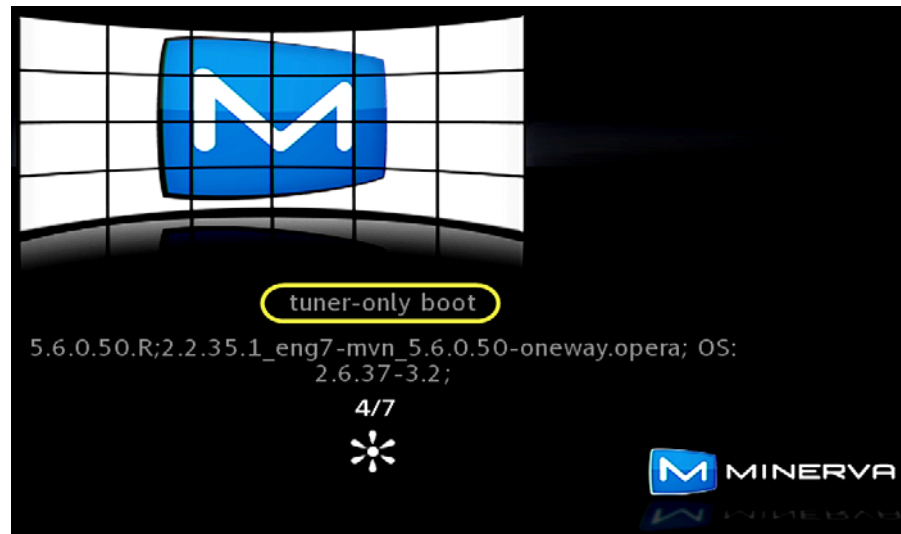 tuner-only boot
5.6.0.50.R;2.2.35.1_eng7-mvn_5.6.0.50-oneway.opera; OS:
2.6.37-3.2;
4/7
MINERVA